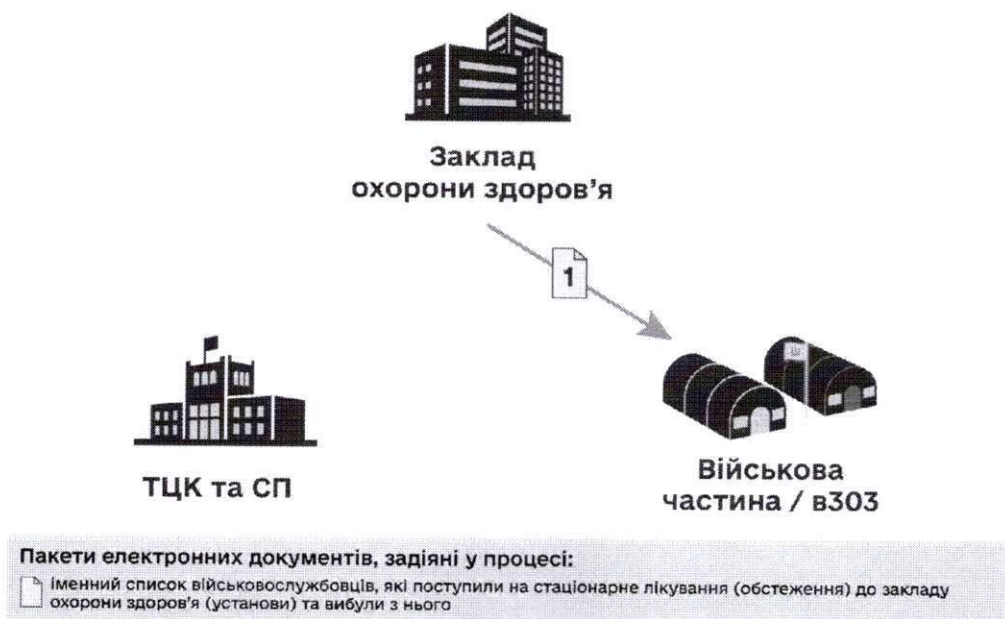 Заклад
охорони здоров’я
1
ТЦК та СП
Військова
частина / в303
Пакети електронних документів, задіяні у процесі:
іменний список військовослужбовців, які поступили на стаціонарне лікування (обстеження) до закладу
охорони здоров’я (установи) та вибули з нього